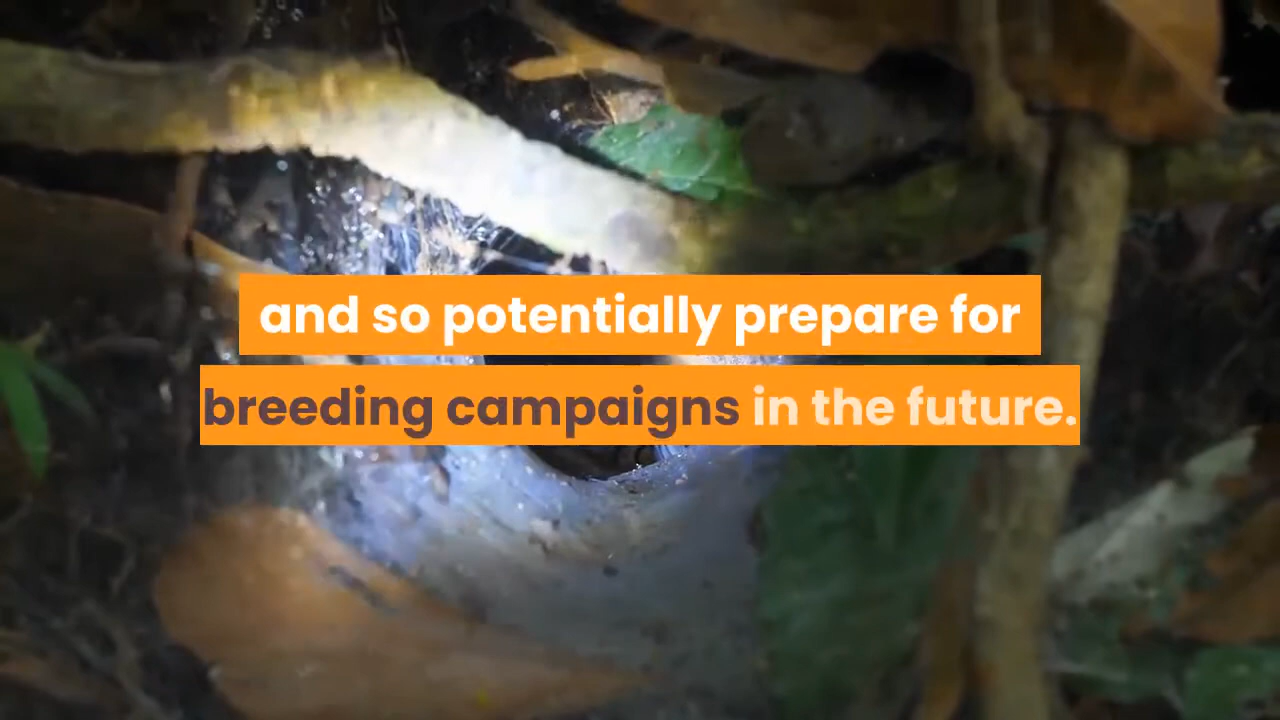 and so potentially prepare for
breeding campaigns in the future.